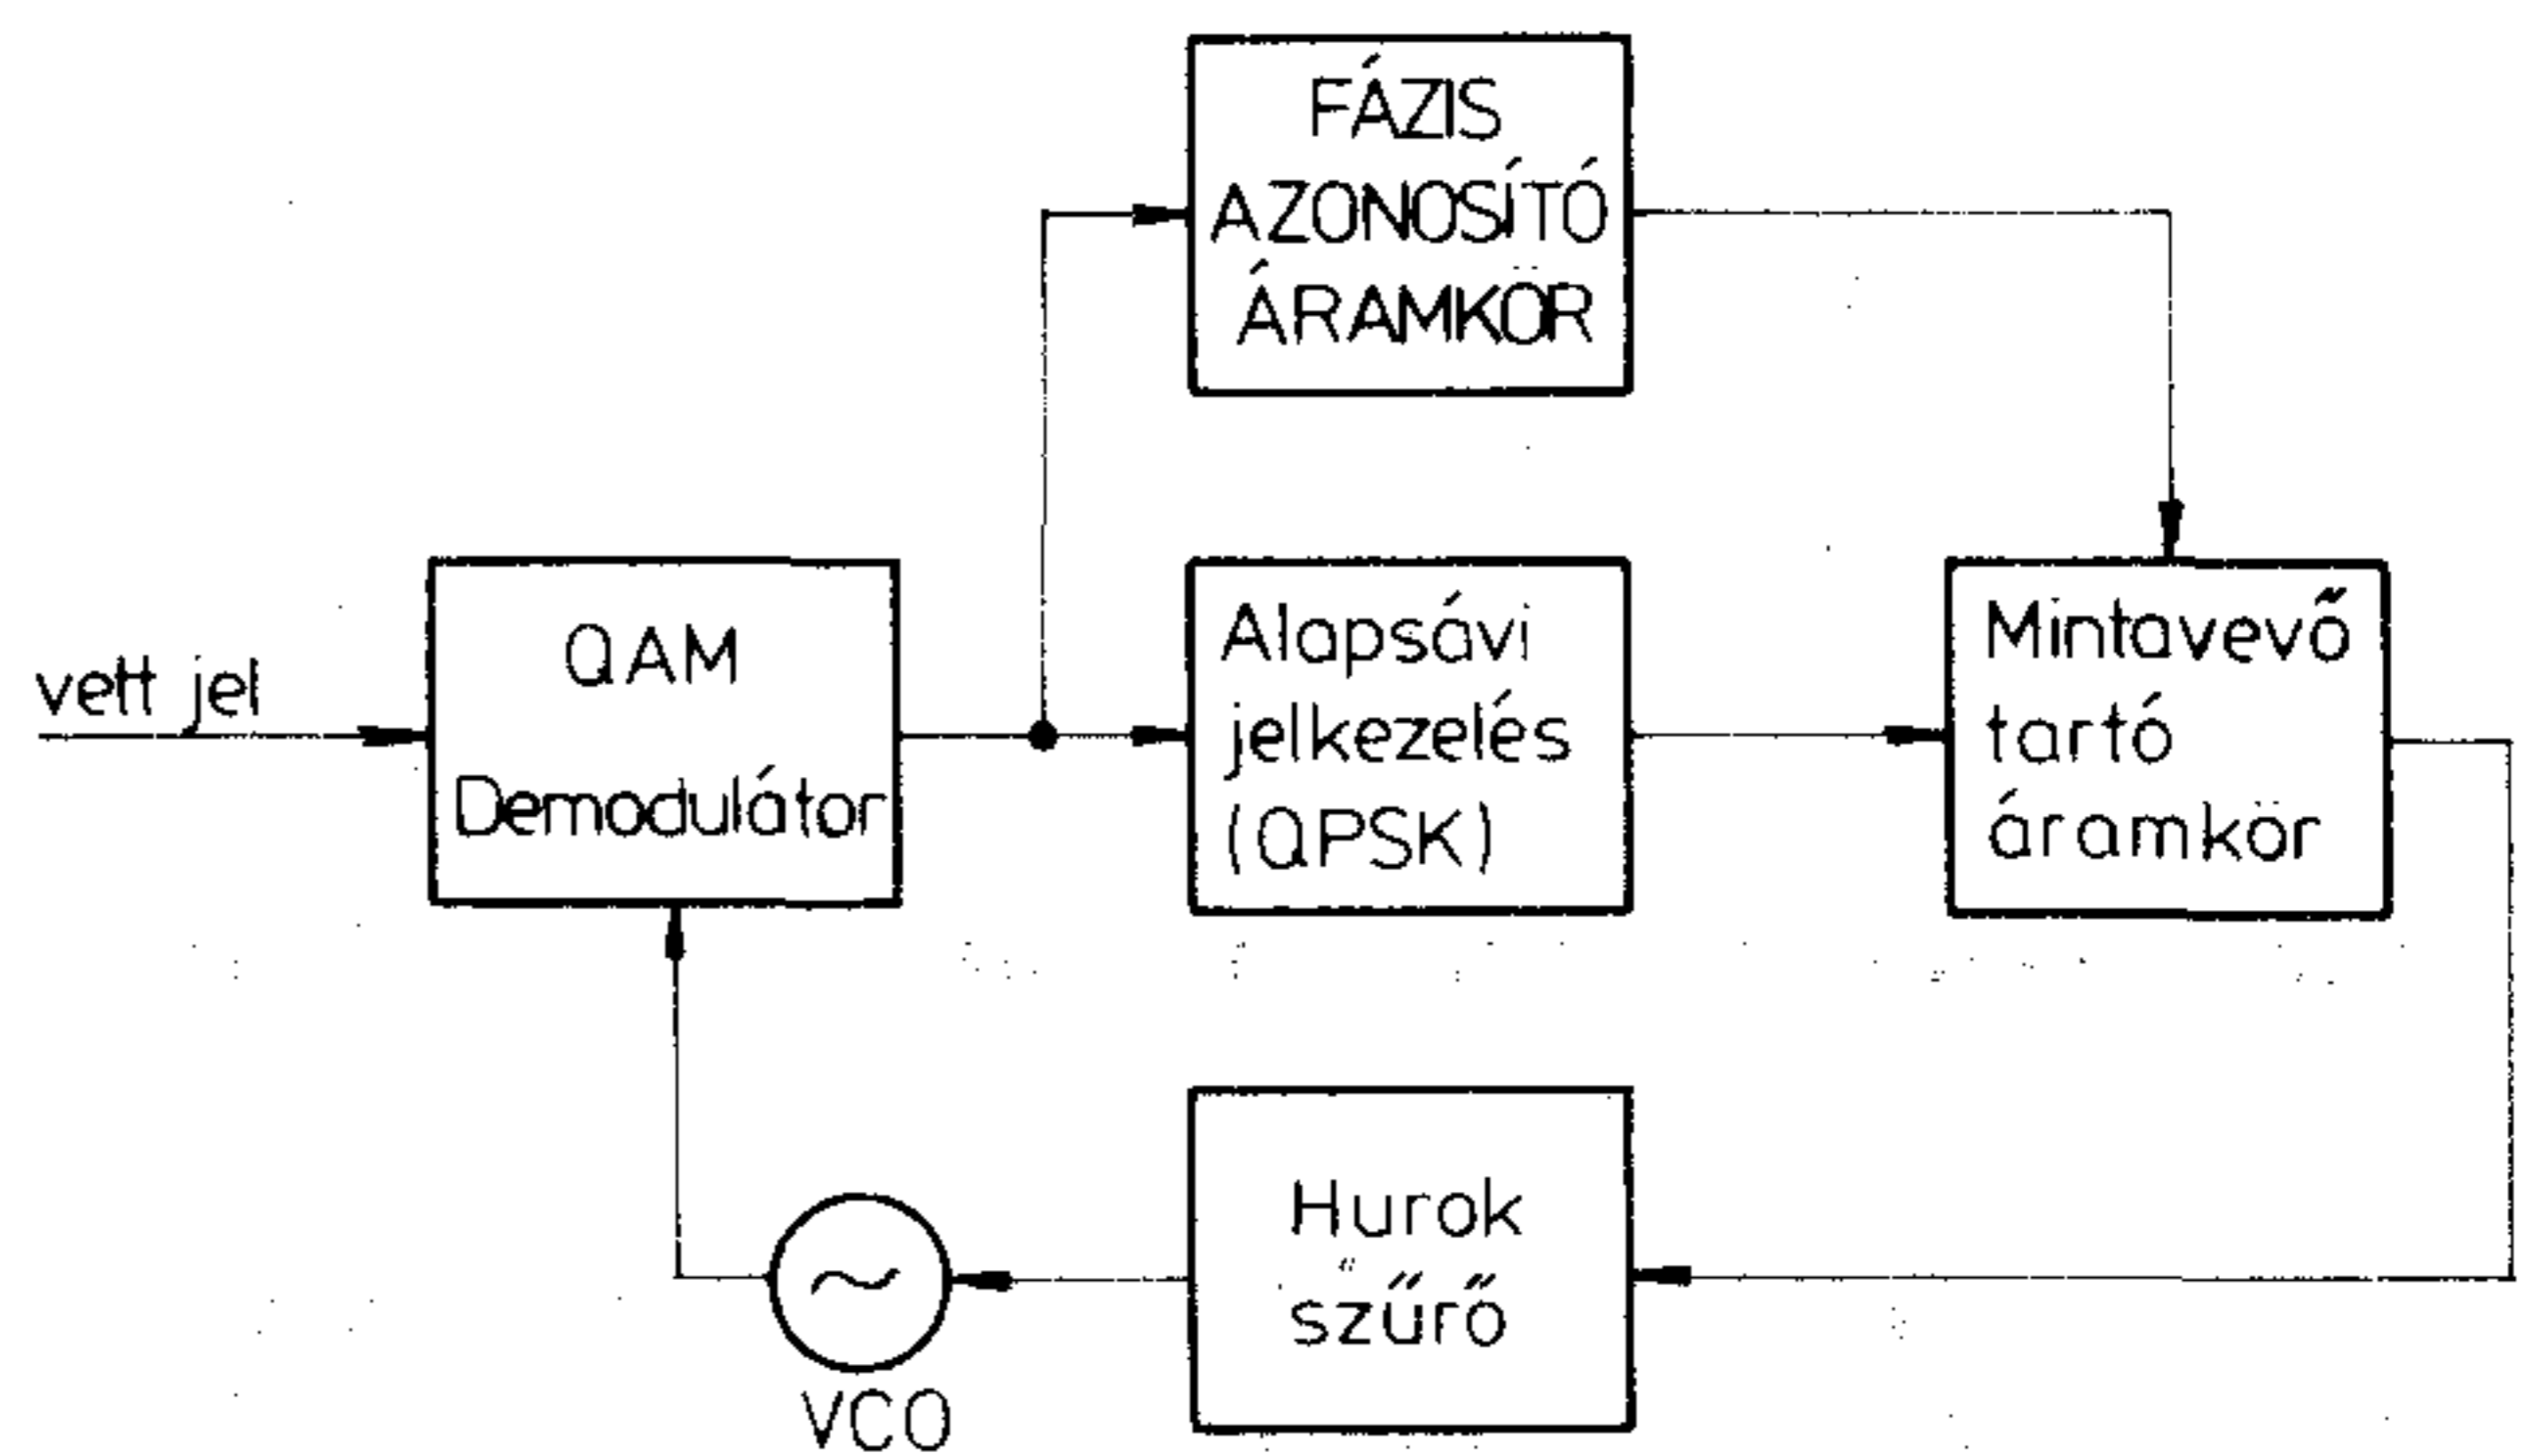 FÁZIS
AZONOSÍTÓ
ÁRAMKÖR
vett jel
QAM
Demodulátor
Alapsávi
jelkezelés
(QPSK)
Mintavevő
tartó
áramkör
Hurok
szűrő
VCO